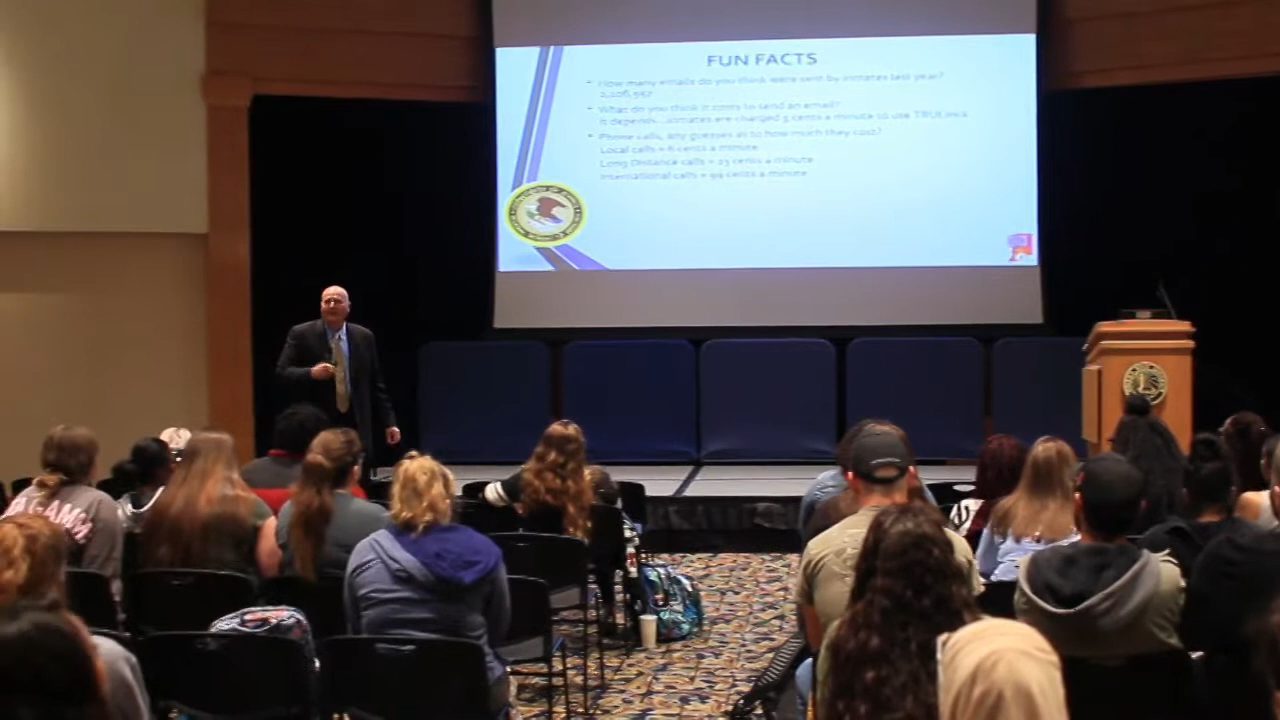 FUN FACTS
How many emails do you think were sent by inmates last year?
What do you think it costs to send an email?
It depends...inmates are charged 5 cents a minute to use TRULincs
Phone calls, any guesses as to how much they cost?
Local calls = 6 cents a minute
Long Distance calls = 23 cents a minute
International calls = 99 cents a minute